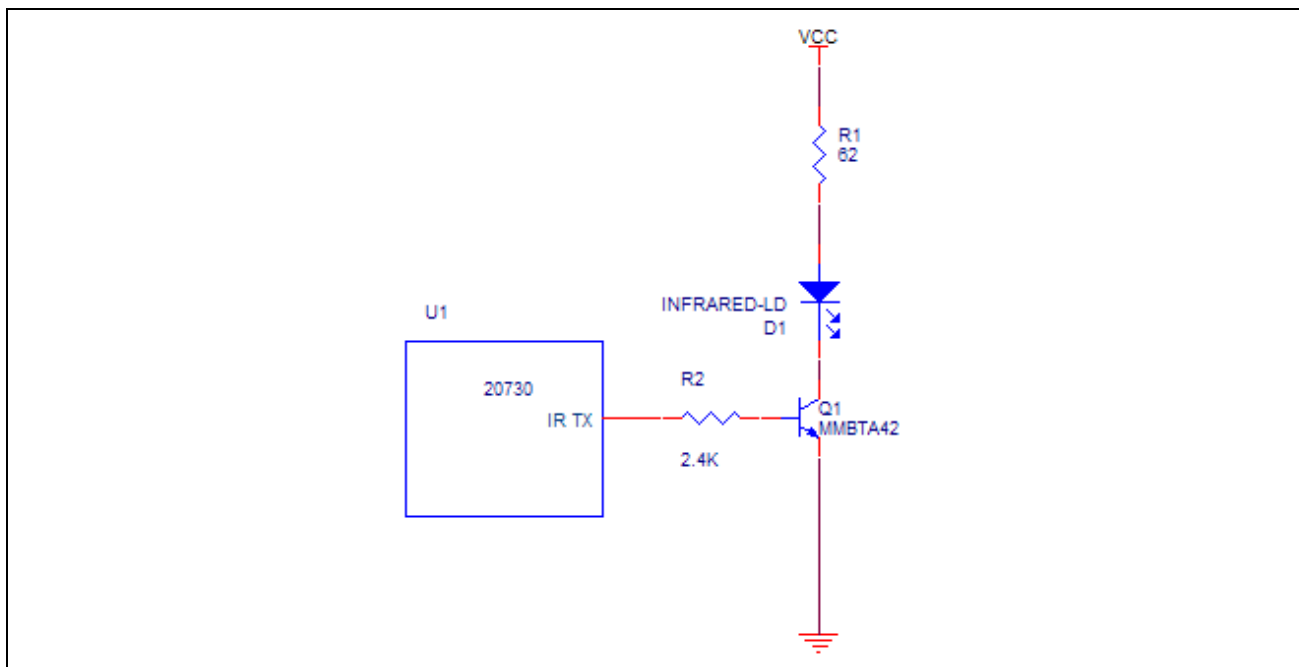 VCC
R1
62
INFRARED-LD
D1
U1
20730
IR TX
R2
2.4K
Q1
MMBTA42